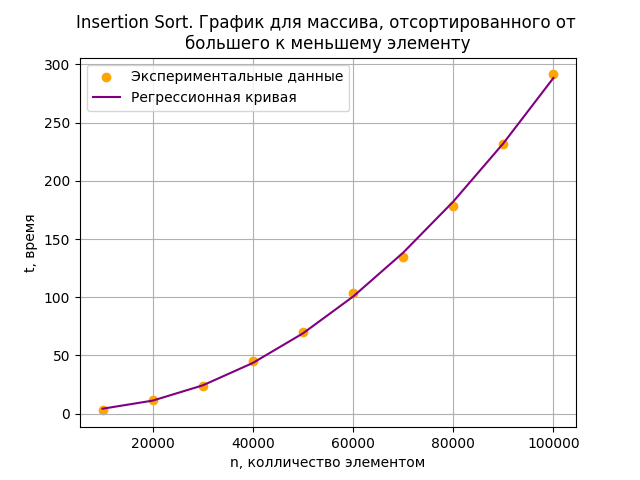 Insertion Sort. График для массива, отсортированного от
большего к меньшему элементу
Экспериментальные данные
Регрессионная кривая
300
250
200
150
100
50
0
t, время
20000
40000
60000
80000
100000
n, колличество элементом